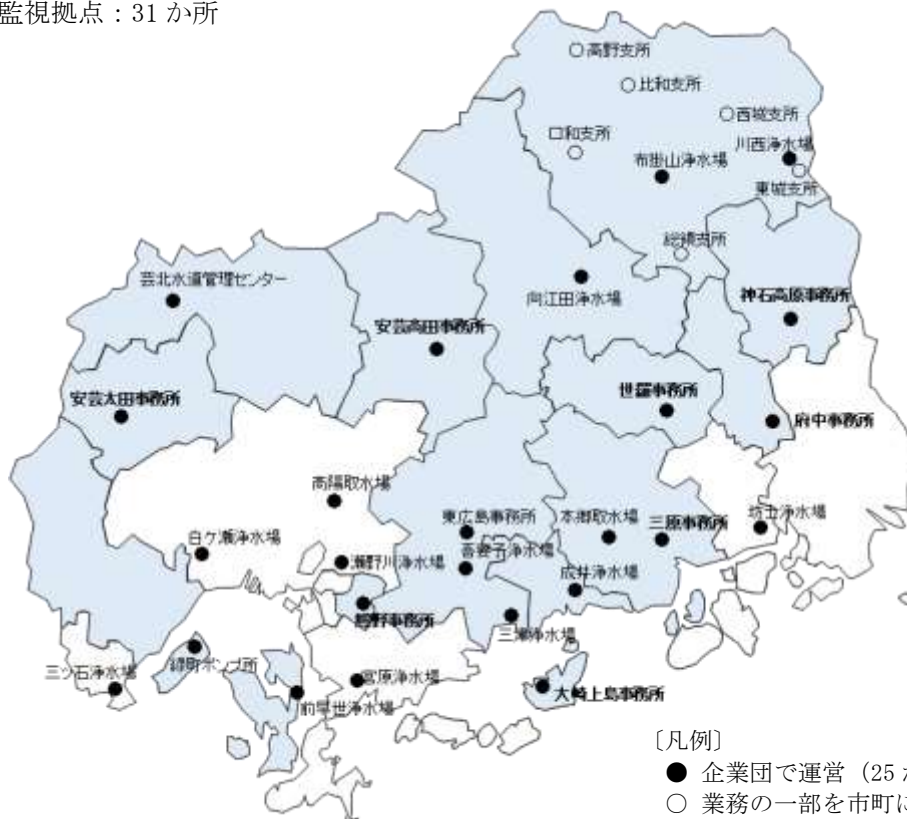 監視拠点：31 か所
高野支所
比和支所
西城支所
口和支所
川西浄水場
布掛山浄水場
東城支所
総領支所
芸北水道管理センター
向江田浄水場
神石高原事務所
安芸高田事務所
安芸太田事務所
世羅事務所
府中事務所
高陽取水場
東広島事務所
本郷取水場
三原事務所
坊士浄水場
白ケ瀬浄水場
瀬野川浄水場
吾妻子浄水場
成井浄水場
熊野事務所
三津浄水場
三ツ石浄水場
緑町ポンプ所
宮原浄水場
前早世浄水場
大崎上島事務所
〔凡例〕
● 企業団で運営（25 か
○ 業務の一部を市町に